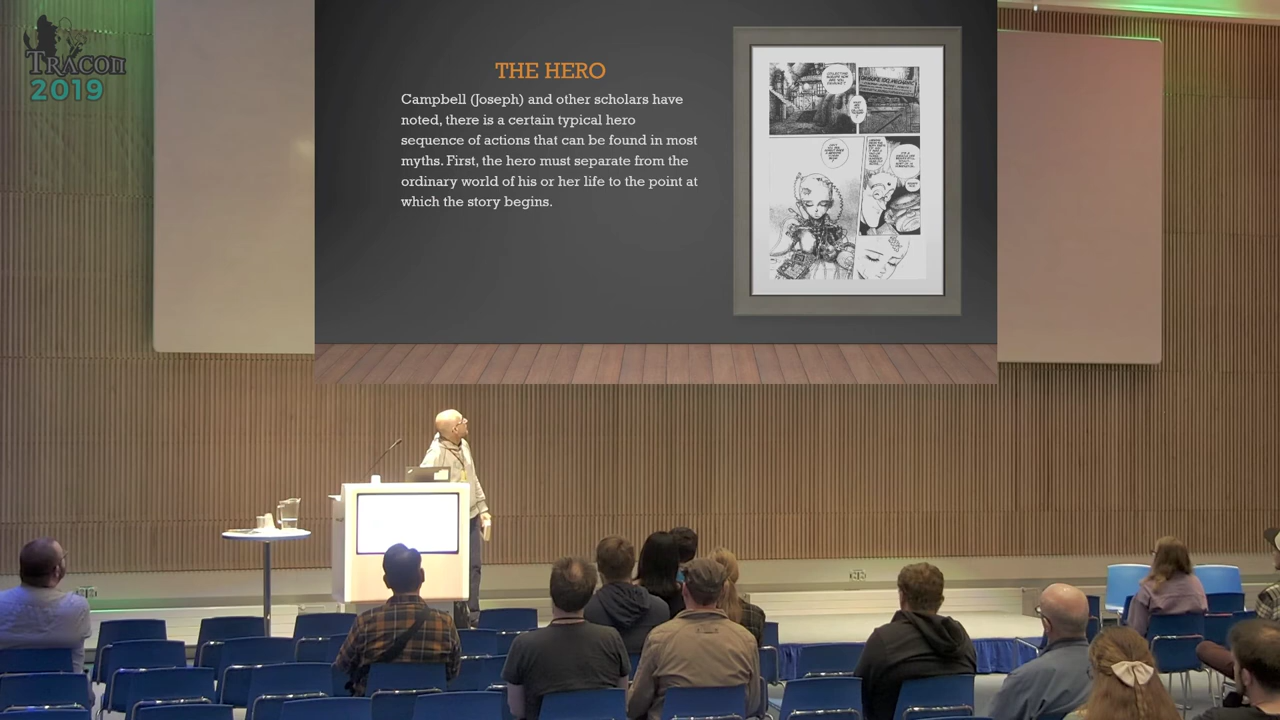 TRACON
2019
THE HERO
Campbell (Joseph) and other scholars have
noted, there is a certain typical hero
sequence of actions that can be found in most
myths. First, the hero must separate from the
ordinary world of his or her life to the point at
which the story begins.